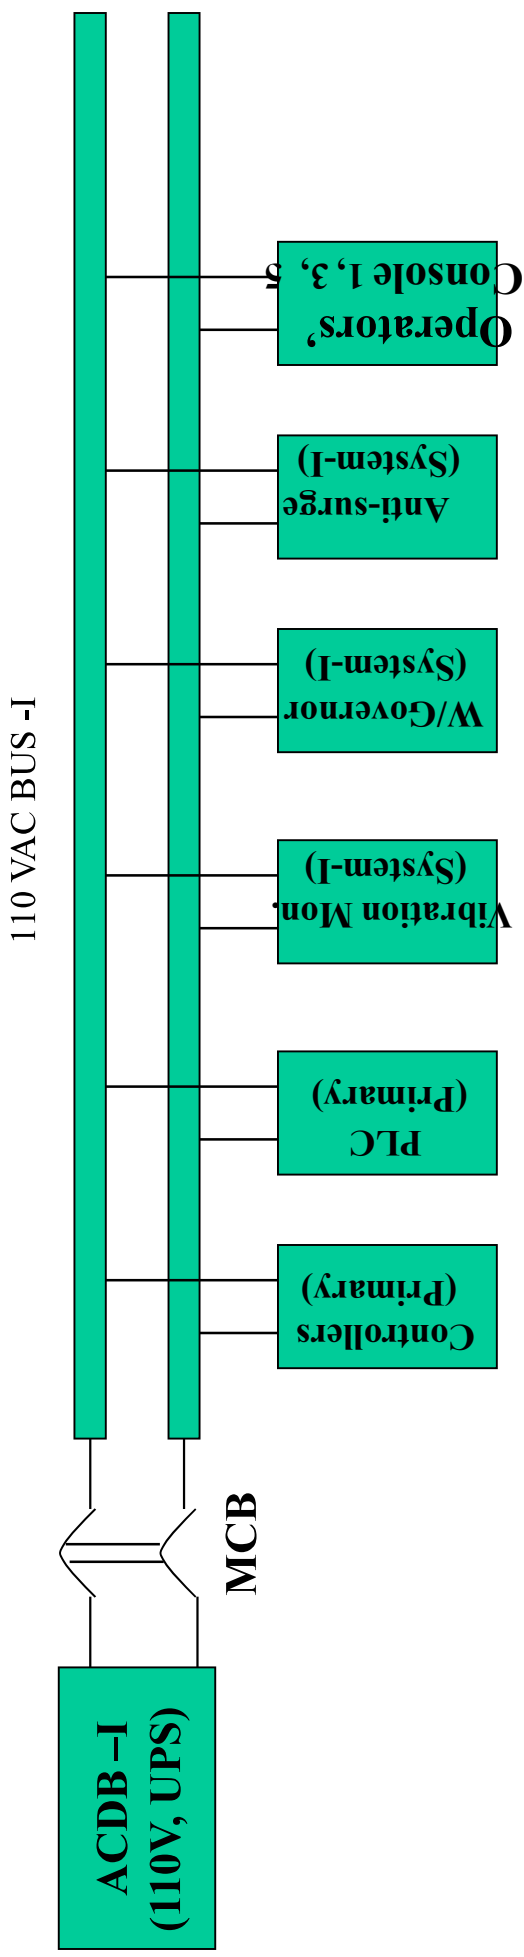 110 VAC BUS -I
ACDB –I
(110V, UPS)
MCB
Controllers
(Primary)
PLC
(Primary)
Vibration Mon.
(System-I)
W/Governor
(System-I)
Anti-surge
(System-I)
Operators’
Console 1, 3, 5